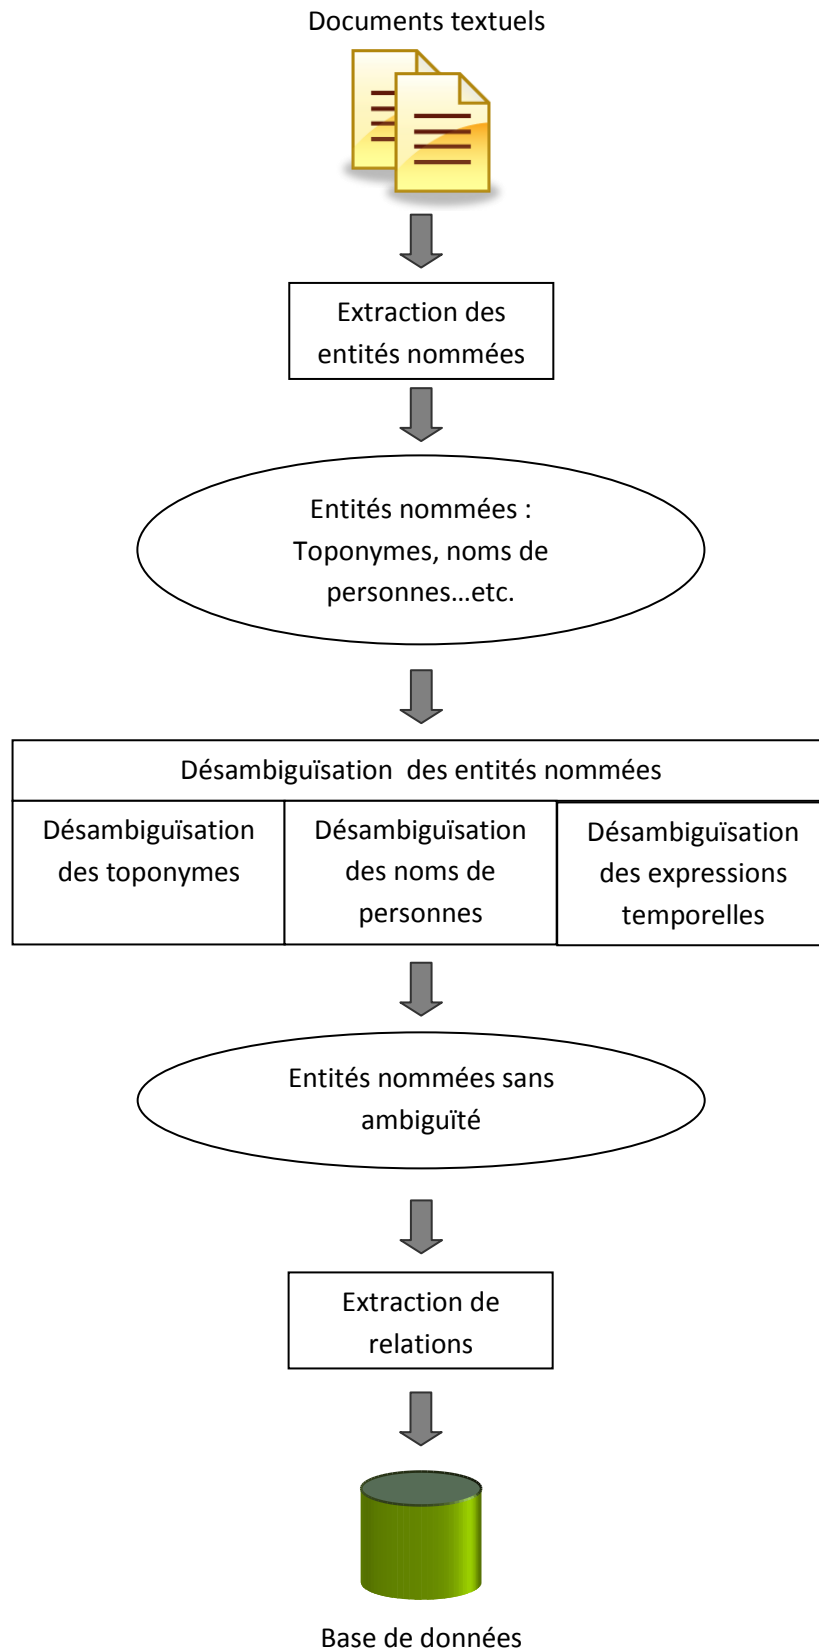 Documents textuels
Extraction des
entités nommées
Entités nommées :
Toponymes, noms de
personnes…etc.
Désambiguïsation  des entités nommées
Désambiguïsation
des toponymes
Désambiguïsation
des noms de
personnes
Désambiguïsation
des expressions
temporelles
Entités nommées sans
ambiguïté
Extraction de
relations
Base de données